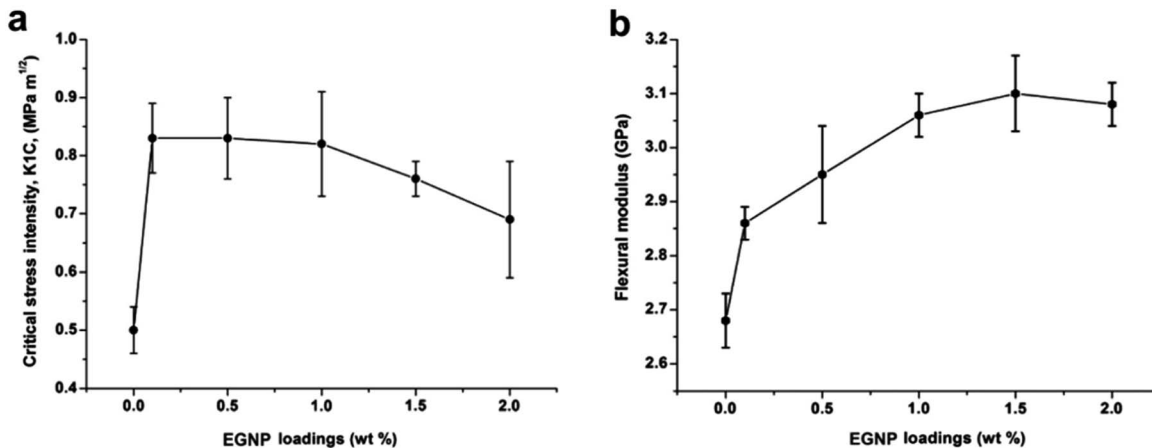 a
Critical stress intensity, K1C, (MPa m1/2)
1.0
0.9
0.8
0.7
0.6
0.5
0.4
0.0 0.5 1.0 1.5 2.0
EGNP loadings (wt %)
b
Flexural modulus (GPa)
3.2
3.1
3.0
2.9
2.8
2.7
2.6
0.0 0.5 1.0 1.5 2.0
EGNP loadings (wt %)